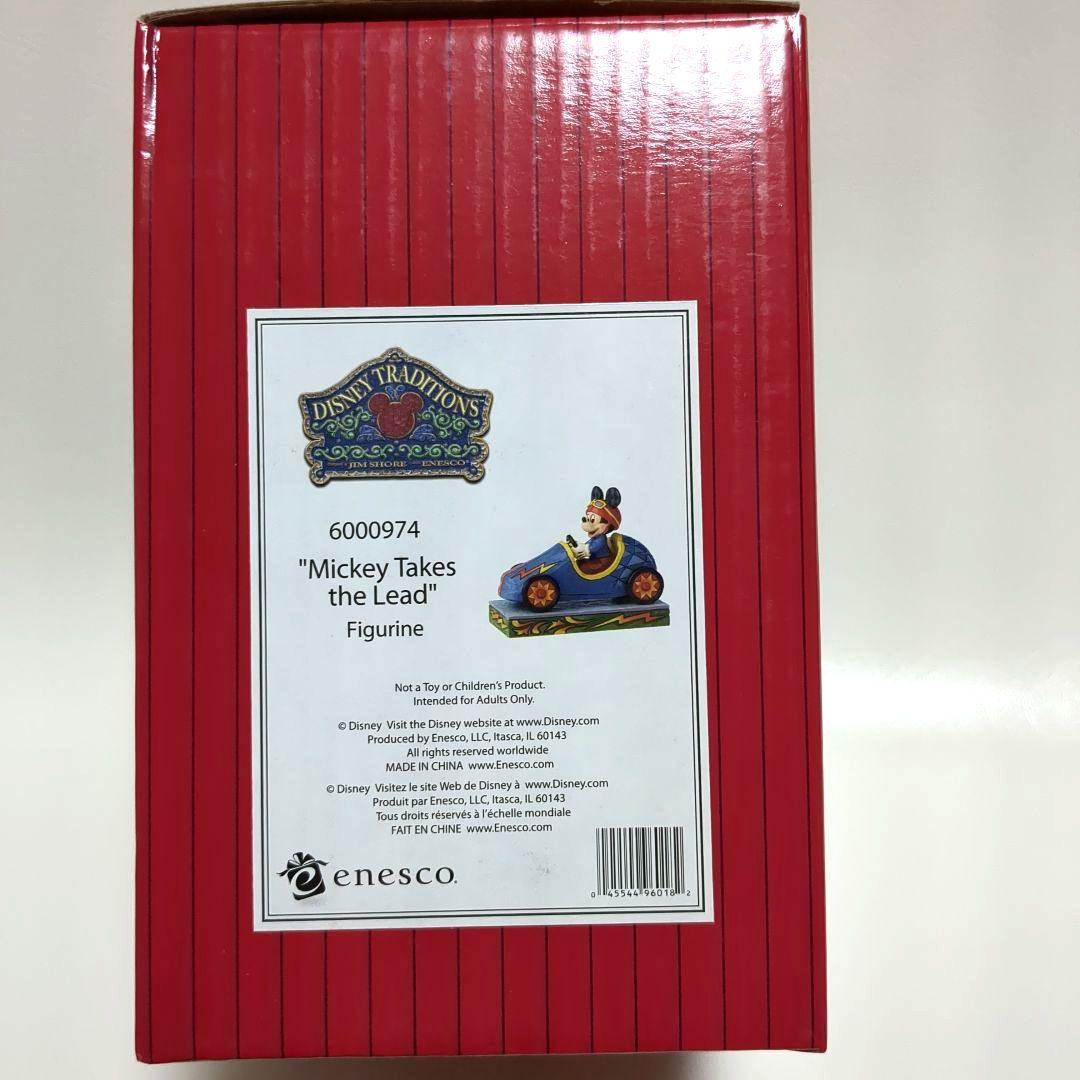 DISNEY TRADITIONS
JIM SHORE ENESCO
6000974
"Mickey Takes
the Lead"
Figurine
Not a Toy or Children's Product.
Intended for Adults Only.
© Disney Visit the Disney website at www.Disney.com
Produced by Enesco, LLC, Itasca, IL 60143
All rights reserved worldwide
MADE IN CHINA www.Enesco.com
© Disney Visitez le site Web de Disney à www.Disney.com
Produit par Enesco, LLC, Itasca, IL 60143
Tous droits réservés à l'échelle mondiale
FAIT EN CHINE www.Enesco.com
enesco.
0 45544 96018 2